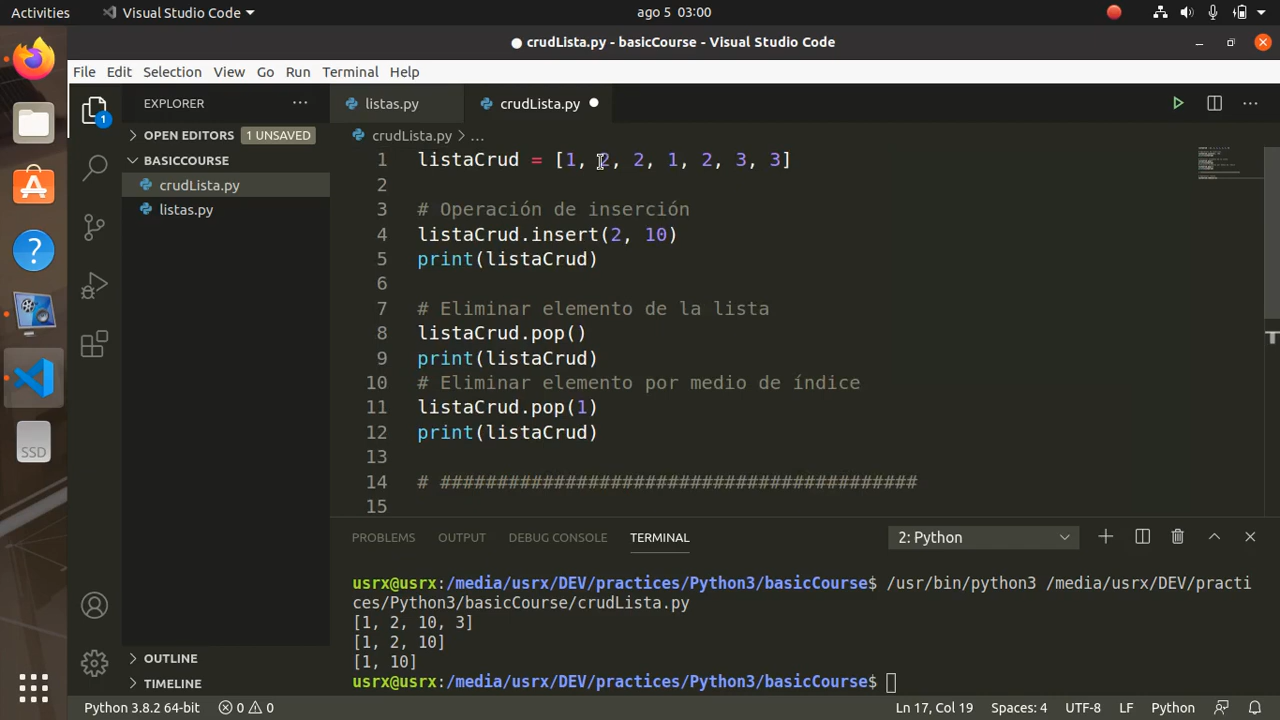 Activities Visual Studio Code ago 5 03:00
crudLista.py - basicCourse - Visual Studio Code
File Edit Selection View Go Run Terminal Help
EXPLORER
listas.py crudLista.py
OPEN EDITORS 1 UNSAVED
crudLista.py > ...
BASICCOURSE
crudLista.py
listas.py
1 listaCrud = [1, 2, 2, 1, 2, 3, 3]
2
3 # Operación de inserción
4 listaCrud.insert(2, 10)
5 print(listaCrud)
6
7 # Eliminar elemento de la lista
8 listaCrud.pop()
9 print(listaCrud)
10 # Eliminar elemento por medio de índice
11 listaCrud.pop(1)
12 print(listaCrud)
13
14 # ##########################################
15
1
SSD
PROBLEMS OUTPUT DEBUG CONSOLE TERMINAL 2: Python
usrx@usrx:/media/usrx/DEV/practices/Python3/basicCourse$ /usr/bin/python3 /media/usrx/DEV/practi
ces/Python3/basicCourse/crudLista.py
[1, 2, 10, 3]
[1, 2, 10]
[1, 10]
usrx@usrx:/media/usrx/DEV/practices/Python3/basicCourse$
OUTLINE
TIMELINE
Python 3.8.2 64-bit 0 0 Ln 17, Col 19 Spaces: 4 UTF-8 LF Python